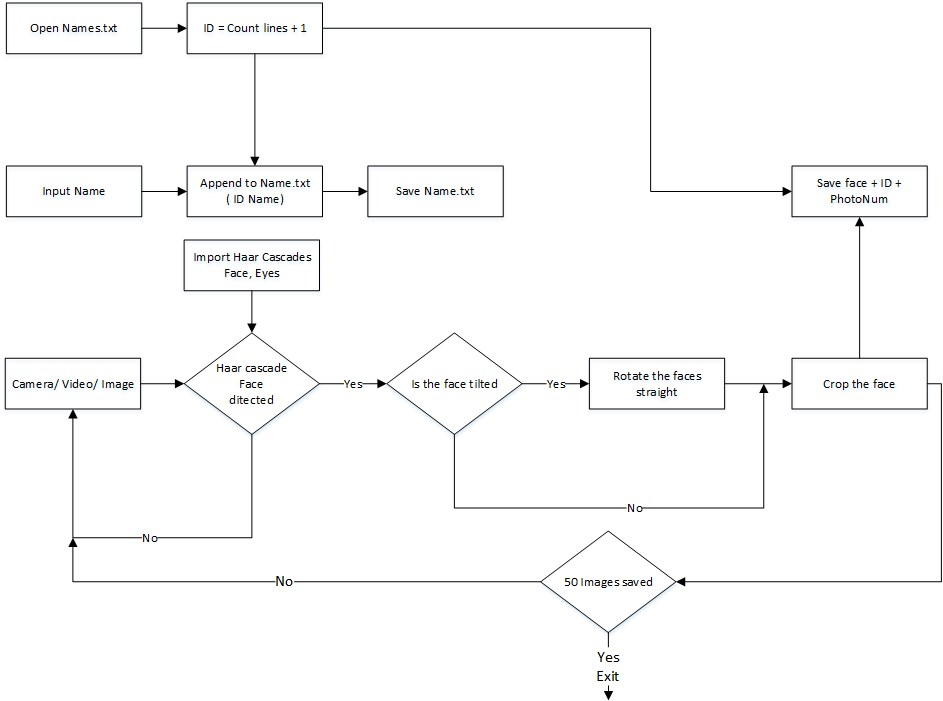 Open Names.txt
ID = Count lines + 1
Input Name
Append to Name.txt
( ID Name)
Save Name.txt
Save face + ID +
PhotoNum
Import Haar Cascades
Face, Eyes
Camera/ Video/ Image
Haar cascade
Face
ditected
Yes
Is the face tilted
Yes
Rotate the faces
straight
Crop the face
No
No
50 Images saved
No
Yes
Exit